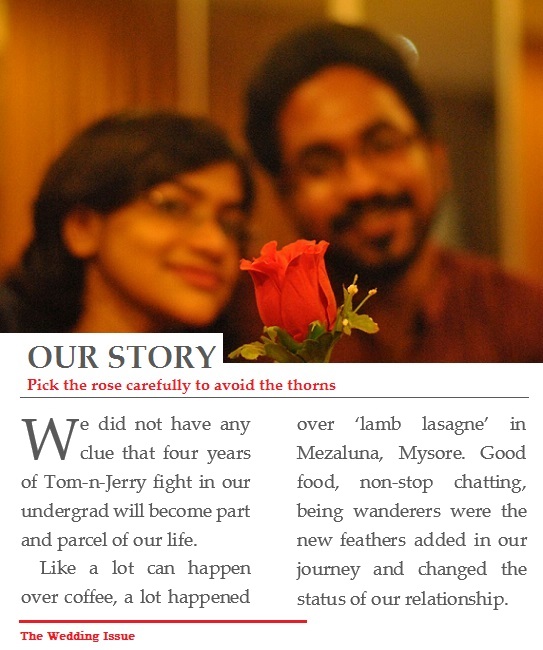 OUR STORY
Pick the rose carefully to avoid the thorns
We did not have any
clue that four years
of Tom-n-Jerry fight in our
undergrad will become part
and parcel of our life.
Like a lot can happen
over coffee, a lot happened
over ‘lamb lasagne’ in
Mezaluna, Mysore. Good
food, non-stop chatting,
being wanderers were the
new feathers added in our
journey and changed the
status of our relationship.
The Wedding Issue